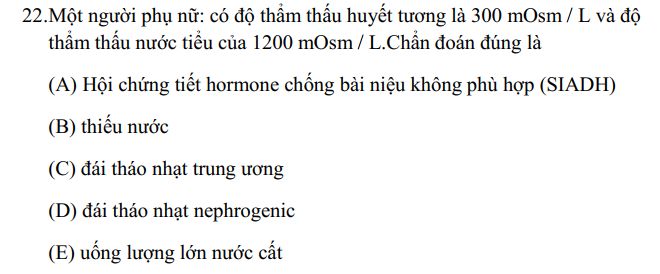 22.Một người phụ nữ: có độ thẩm thấu huyết tương là 300 mOsm / L và độ
thẩm thấu nước tiểu của 1200 mOsm / L.Chẩn đoán đúng là
(A) Hội chứng tiết hormone chống bài niệu không phù hợp (SIADH)
(B) thiếu nước
(C) đái tháo nhạt trung ương
(D) đái tháo nhạt nephrogenic
(E) uống lượng lớn nước cất